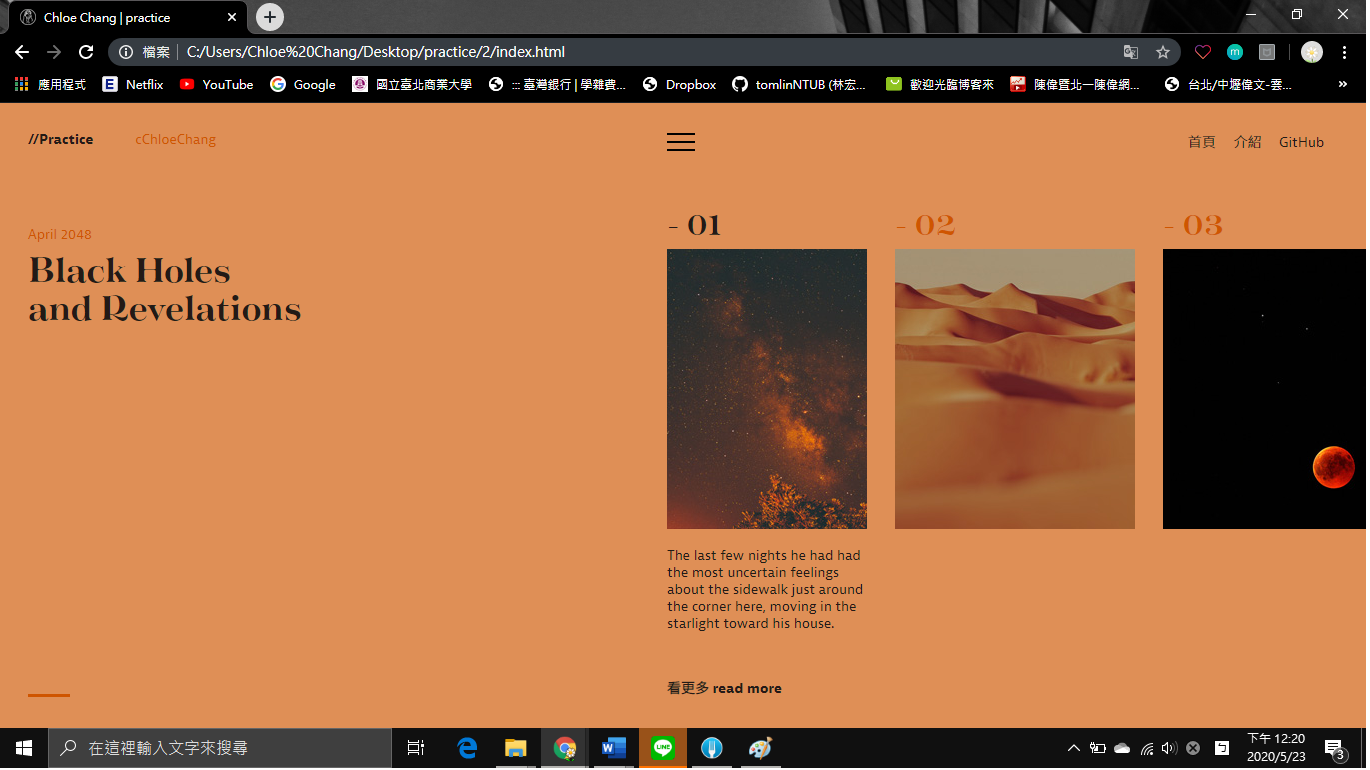 Chloe Chang | practice
檔案
C:/Users/Chloe%20Chang/Desktop/practice/2/index.html
應用程式
Netflix
YouTube
Google
國立臺北商業大學
::: 臺灣銀行 | 學雜費...
Dropbox
tomlinNTUB (林宏...
歡迎光臨博客來
陳偉暨北一陳偉網...
台北/中壢偉文-雲...
»
//Practice
cChloeChang
首頁
介紹
GitHub
April 2048
Black Holes
and Revelations
- 01
- 02
- 03
The last few nights he had had
the most uncertain feelings
about the sidewalk just around
the corner here, moving in the
starlight toward his house.
看更多 read more
在這裡輸入文字來搜尋
下午 12:20
2020/5/23
3